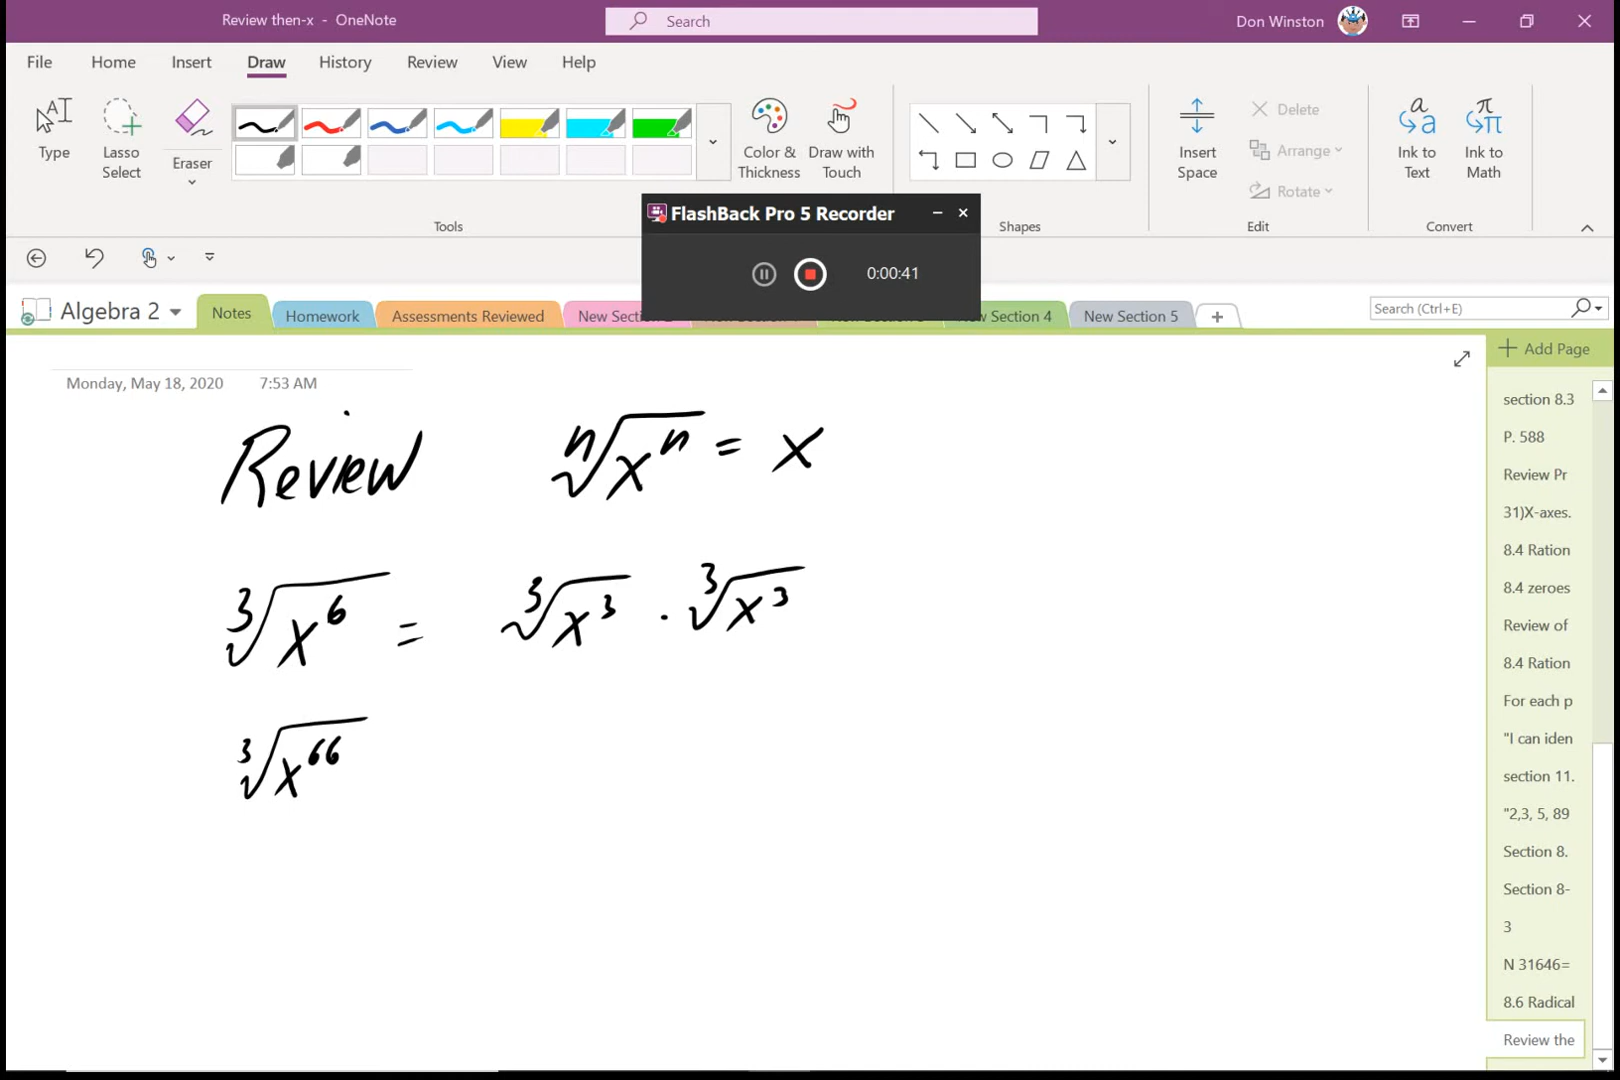 Review then-x - OneNote
Search
Don Winston
File Home Insert Draw History Review View Help
Type
Lasso Select
Eraser
Color & Thickness
Draw with Touch
Insert Space
Delete
Arrange
Rotate
a
Ink to Text
π
Ink to Math
Tools
Shapes
Edit
Convert
FlashBack Pro 5 Recorder
0:00:41
Algebra 2
Notes
Homework
Assessments Reviewed
New Section 4
New Section 5
Search (Ctrl+E)
Monday, May 18, 2020 7:53 AM
Review ⁿ√xⁿ = x
³√x⁶ = ³√x³ · ³√x³
³√x⁶⁶
Add Page
section 8.3
P. 588
Review Pr
31)X-axes.
8.4 Ration
8.4 zeroes
Review of
8.4 Ration
For each p
"I can iden
section 11.
"2,3, 5, 89
Section 8.
Section 8-
3
N 31646=
8.6 Radical
Review the